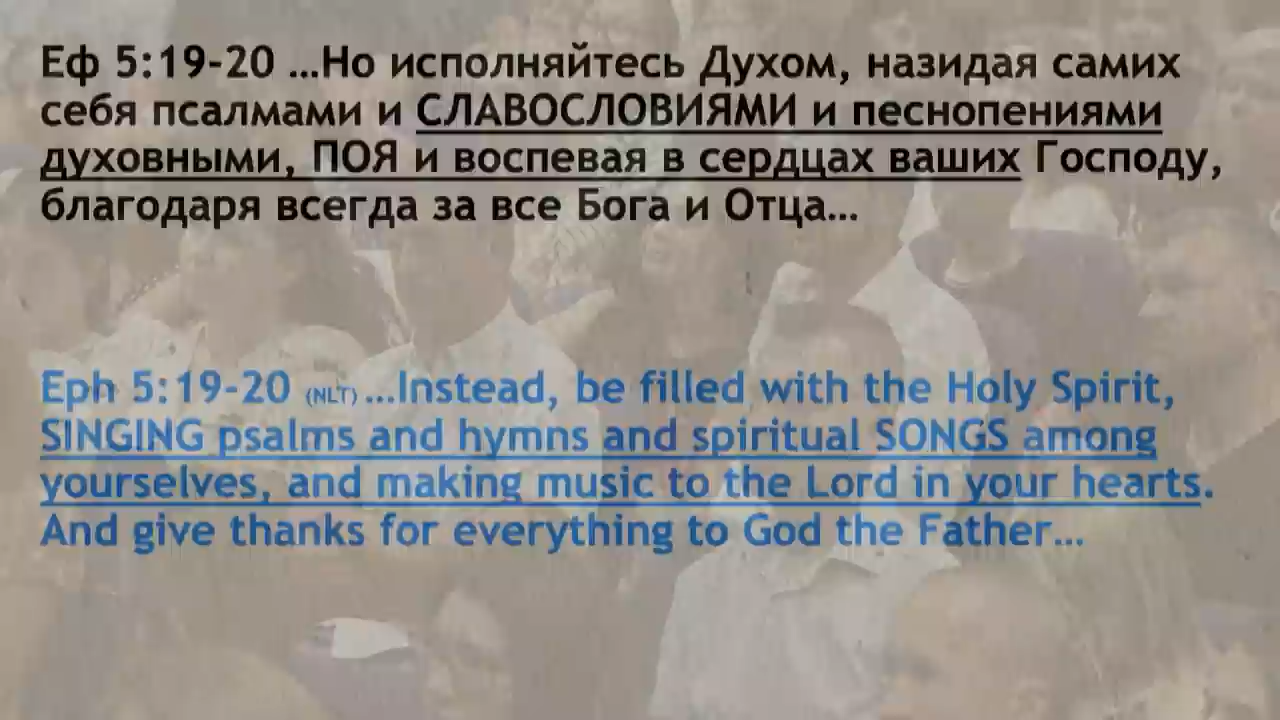 Еф 5:19-20 …Но исполняйтесь Духом, назидая самих
себя псалмами и СЛАВОСЛОВИЯМИ и песнопениями
духовными, ПОЯ и воспевая в сердцах ваших Господу,
благодаря всегда за все Бога и Отца…
Eph 5:19-20 (NLT) …Instead, be filled with the Holy Spirit,
SINGING psalms and hymns and spiritual SONGS among
yourselves, and making music to the Lord in your hearts.
And give thanks for everything to God the Father…